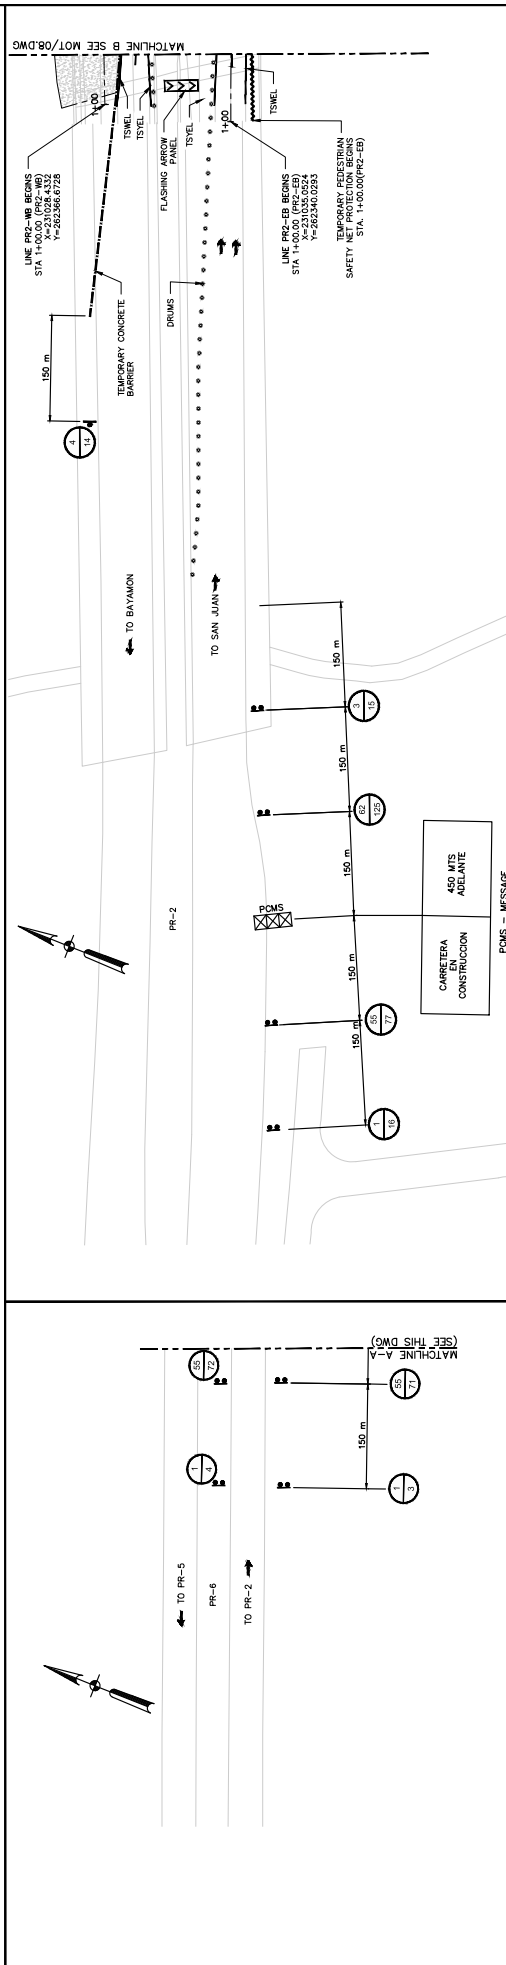 MATCHLINE B SEE MOT/08.DWG
LINE PR2-WB BEGINS
STA 1+00.00 (PR2-WB)
X=231028.4332
Y=262366.6728
1+00
TSWEL
TSYEL
FLASHING ARROW
PANEL
TSYEL
1+00
TSWEL
LINE PR2-EB BEGINS
STA 1+00.00 (PR2-EB)
X=231035.0524
Y=262340.0293
TEMPORARY PEDESTRIAN
SAFETY NET PROTECTION BEGINS
STA. 1+00.00(PR2-EB)
150 m
TEMPORARY CONCRETE
BARRIER
DRUMS
4
14
TO BAYAMON
TO SAN JUAN
150 m
3
15
150 m
62
125
150 m
PR-2
PCMS
450 MTS
ADELANTE
CARRETERA
EN
CONSTRUCCION
PCMS - MESSAGE
150 m
55
77
150 m
1
16
MATCHLINE A-A
(SEE THIS DWG)
55
72
55
71
150 m
1
4
1
3
TO PR-5
PR-6
TO PR-2